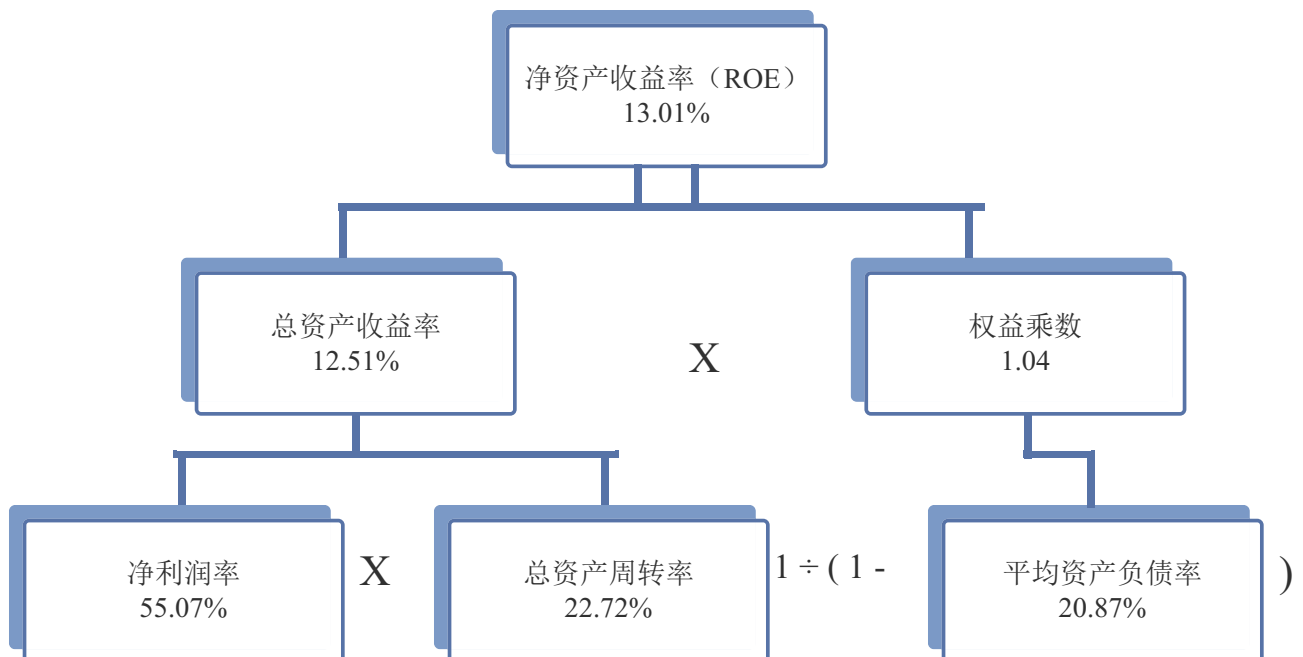 净资产收益率（ROE）
13.01%
总资产收益率
12.51%
X
权益乘数
1.04
净利润率
55.07%
X
总资产周转率
22.72%
1 ÷ ( 1 -
平均资产负债率
20.87%
)